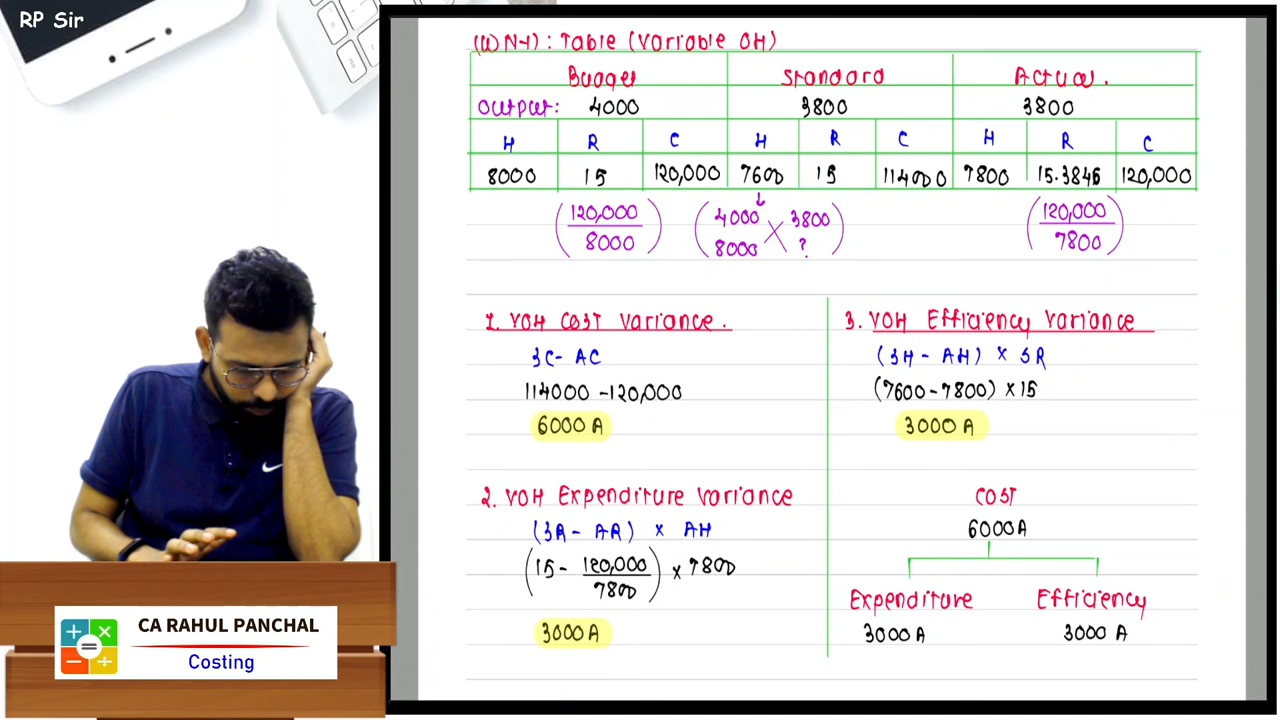 RP Sir
(WN-1) : Table (Variable OH)
Budget Standard Actual.
Output: 4000 3800 3800
H R C H R C H R C
8000 15 120,000 7600 15 114000 7800 15.3846 120,000
(120,000 / 8000) (4000 8000 × 3800 ?) (120,000 / 7800)
1. VOH Cost Variance.
SC - AC
114000 - 120,000
6000 A
2. VOH Expenditure Variance
(SR - AR) × AH
(15 - 120,000 / 7800) × 7800
3000 A
3. VOH Efficiency Variance
(SH - AH) × SR
(7600 - 7800) × 15
3000 A
COST
6000 A
Expenditure Efficiency
3000 A 3000 A
CA RAHUL PANCHAL
Costing